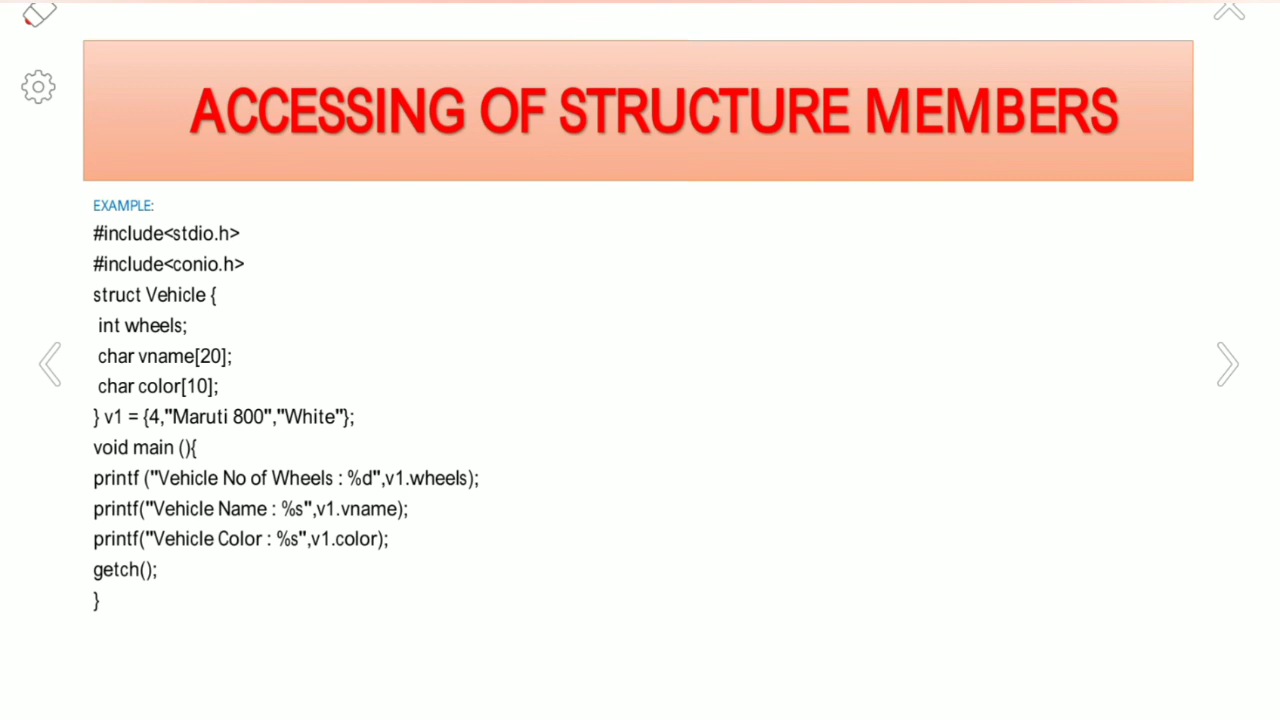 ACCESSING OF STRUCTURE MEMBERS
EXAMPLE:
#include<stdio.h>
#include<conio.h>
struct Vehicle {
int wheels;
char vname[20];
char color[10];
} v1 = {4,"Maruti 800","White"};
void main (){
printf ("Vehicle No of Wheels : %d",v1.wheels);
printf("Vehicle Name : %s",v1.vname);
printf("Vehicle Color : %s",v1.color);
getch();
}